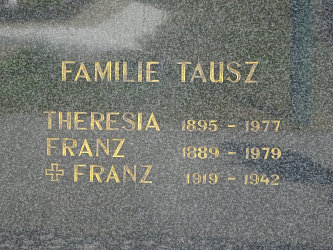 FAMILIE TAUSZ
THERESIA 1895 - 1977
FRANZ 1889 - 1979
✠ FRANZ 1919 - 1942